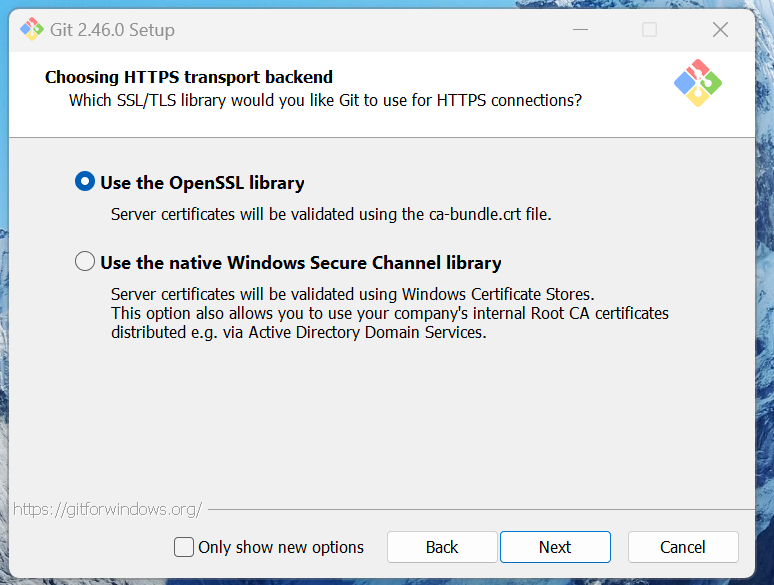 Git 2.46.0 Setup
Choosing HTTPS transport backend
Which SSL/TLS library would you like Git to use for HTTPS connections?
Use the OpenSSL library
Server certificates will be validated using the ca-bundle.crt file.
Use the native Windows Secure Channel library
Server certificates will be validated using Windows Certificate Stores.
This option also allows you to use your company's internal Root CA certificates
distributed e.g. via Active Directory Domain Services.
https://gitforwindows.org/
Only show new options
Back
Next
Cancel